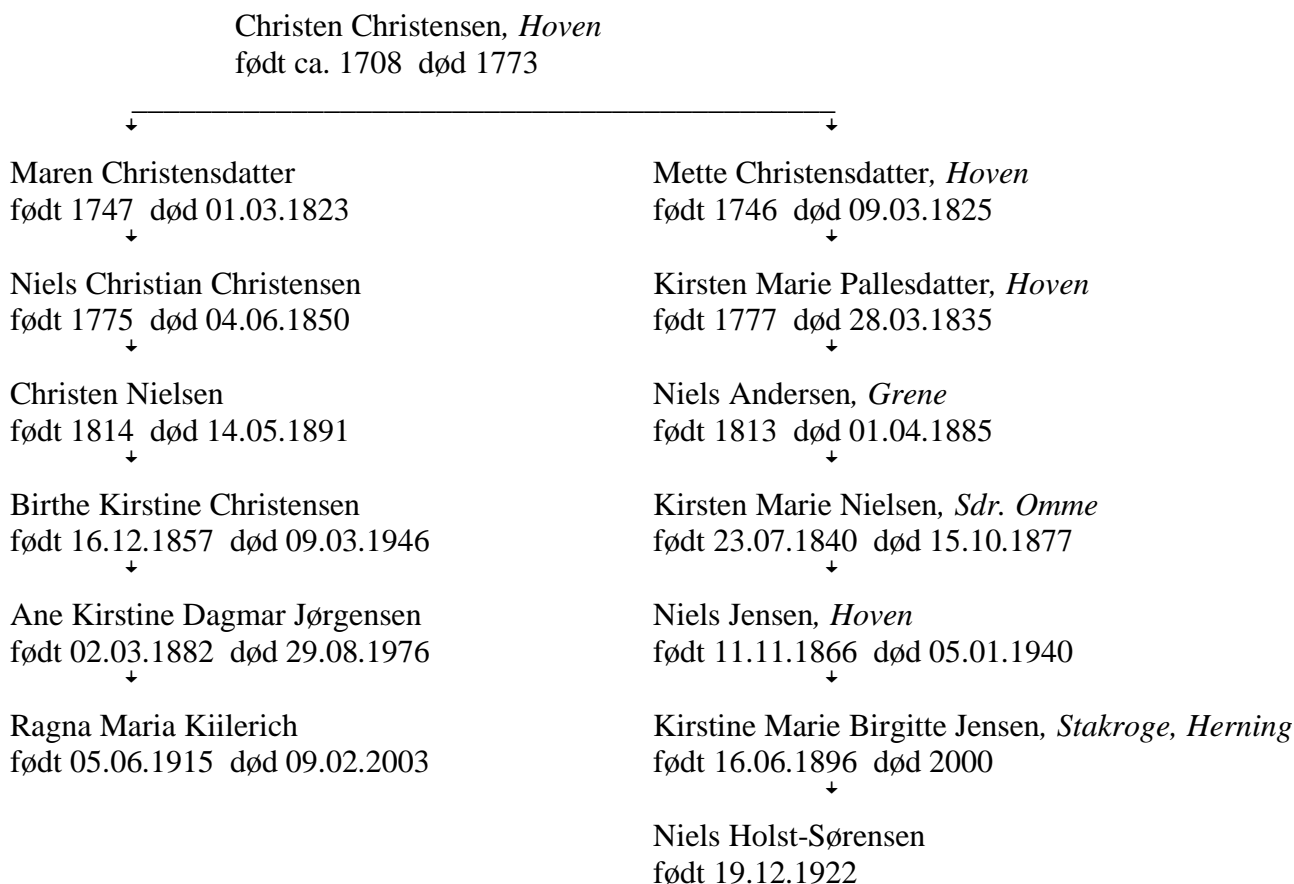 Christen Christensen, Hoven
født ca. 1708 død 1773
Maren Christensdatter
født 1747 død 01.03.1823
Niels Christian Christensen
født 1775 død 04.06.1850
Christen Nielsen
født 1814 død 14.05.1891
Birthe Kirstine Christensen
født 16.12.1857 død 09.03.1946
Ane Kirstine Dagmar Jørgensen
født 02.03.1882 død 29.08.1976
Ragna Maria Kiilerich
født 05.06.1915 død 09.02.2003
Mette Christensdatter, Hoven
født 1746 død 09.03.1825
Kirsten Marie Pallesdatter, Hoven
født 1777 død 28.03.1835
Niels Andersen, Grene
født 1813 død 01.04.1885
Kirsten Marie Nielsen, Sdr. Omme
født 23.07.1840 død 15.10.1877
Niels Jensen, Hoven
født 11.11.1866 død 05.01.1940
Kirstine Marie Birgitte Jensen, Stakroge, Herning
født 16.06.1896 død 2000
Niels Holst-Sørensen
født 19.12.1922